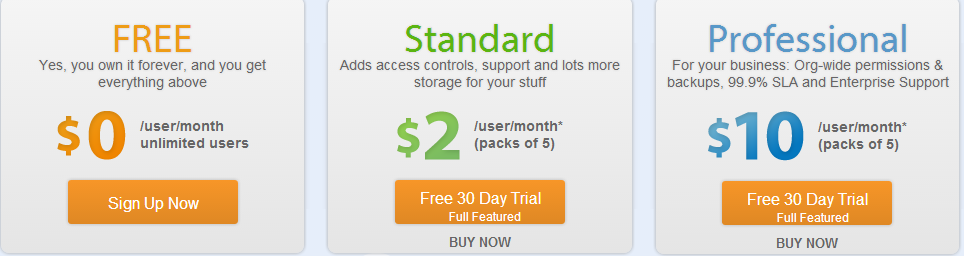 FREE
Yes, you own it forever, and you get
everything above
$0 /user/month
unlimited users
Sign Up Now
Standard
Adds access controls, support and lots more
storage for your stuff
$2 /user/month*
(packs of 5)
Free 30 Day Trial
Full Featured
BUY NOW
Professional
For your business: Org-wide permissions &
backups, 99.9% SLA and Enterprise Support
$10 /user/month*
(packs of 5)
Free 30 Day Trial
Full Featured
BUY NOW